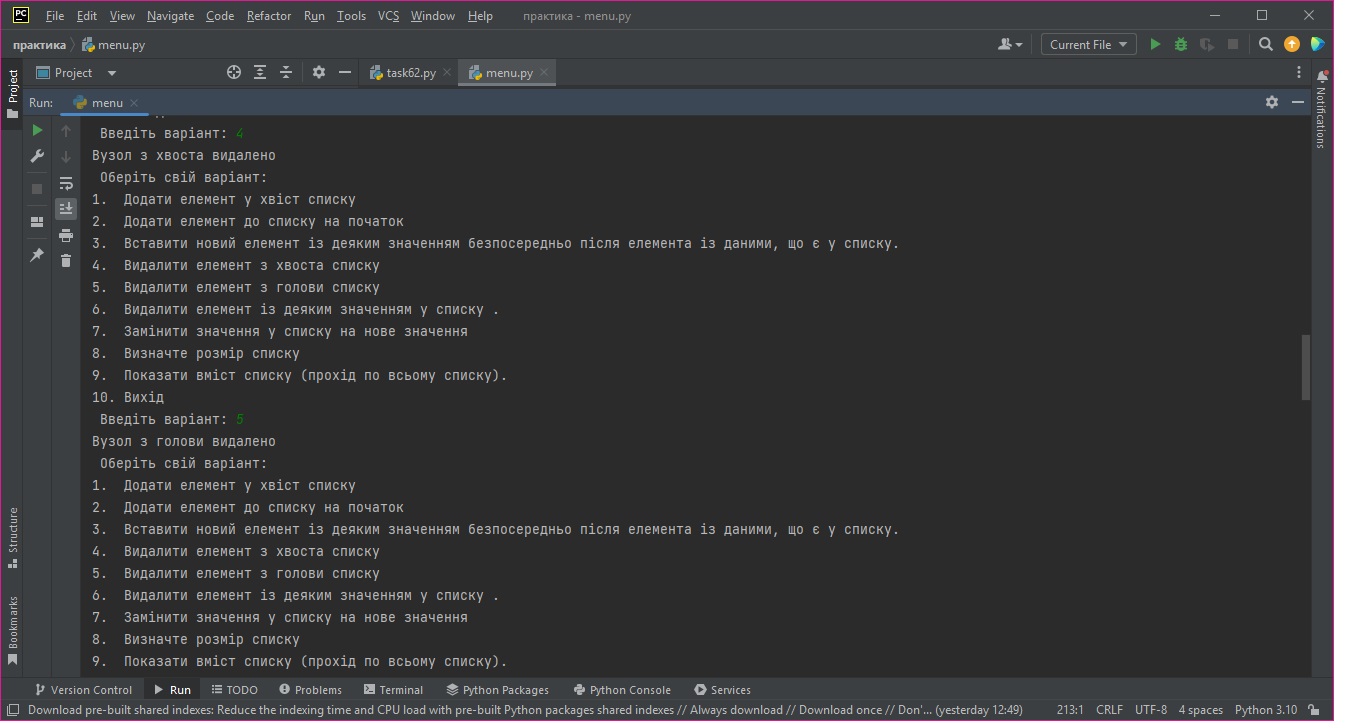 PC File Edit View Navigate Code Refactor Run Tools VCS Window Help практика - menu.py
практика menu.py Current File
Project task62.py menu.py
Project
Run: menu
Notifications
Введіть варіант: 4
Вузол з хвоста видалено
Оберіть свій варіант:
1. Додати елемент у хвіст списку
2. Додати елемент до списку на початок
3. Вставити новий елемент із деяким значенням безпосередньо після елемента із даними, що є у списку.
4. Видалити елемент з хвоста списку
5. Видалити елемент з голови списку
6. Видалити елемент із деяким значенням у списку .
7. Замінити значення у списку на нове значення
8. Визначте розмір списку
9. Показати вміст списку (прохід по всьому списку).
10. Вихід
Введіть варіант: 5
Вузол з голови видалено
Оберіть свій варіант:
1. Додати елемент у хвіст списку
2. Додати елемент до списку на початок
3. Вставити новий елемент із деяким значенням безпосередньо після елемента із даними, що є у списку.
4. Видалити елемент з хвоста списку
5. Видалити елемент з голови списку
6. Видалити елемент із деяким значенням у списку .
7. Замінити значення у списку на нове значення
8. Визначте розмір списку
9. Показати вміст списку (прохід по всьому списку).
Structure
Bookmarks
Version Control Run TODO Problems Terminal Python Packages Python Console Services
Download pre-built shared indexes: Reduce the indexing time and CPU load with pre-built Python packages shared indexes // Always download // Download once // Don'... (yesterday 12:49) 213:1 CRLF UTF-8 4 spaces Python 3.10